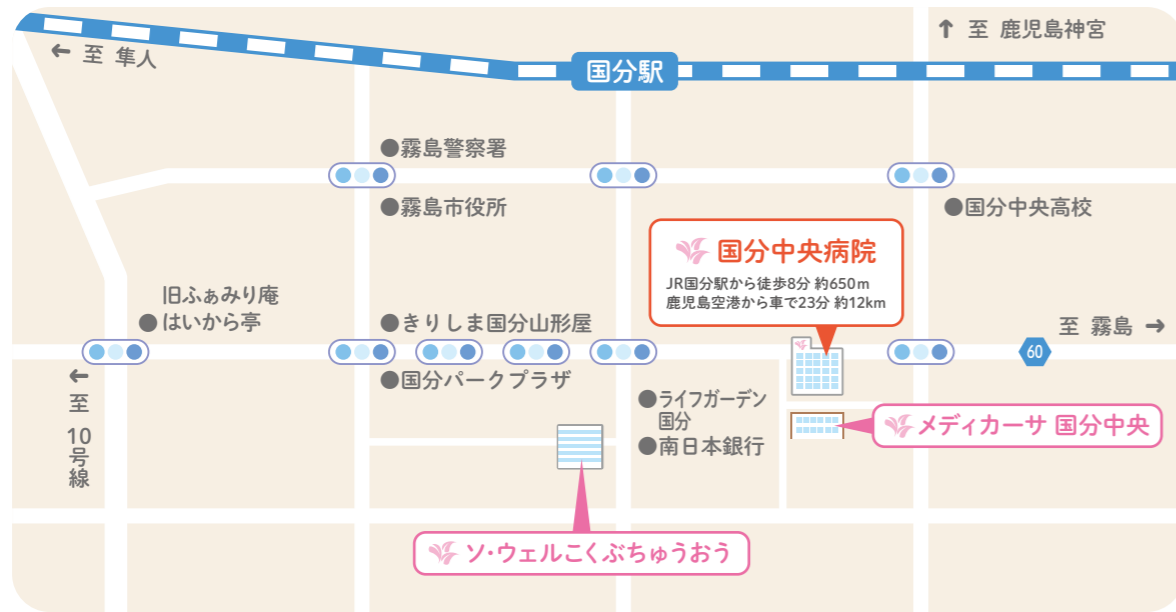 ↑ 至 鹿児島神宮
← 至 隼人
国分駅
●霧島警察署
●霧島市役所
●国分中央高校
国分中央病院
JR国分駅から徒歩8分 約650m
鹿児島空港から車で23分 約12km
旧ふぁみり庵
●はいから亭
●きりしま国分山形屋
至 霧島 →
60
← 至 10号線
●国分パークプラザ
●ライフガーデン
国分
●南日本銀行
メディカーサ 国分中央
ソ・ウェルこくぶちゅうおう